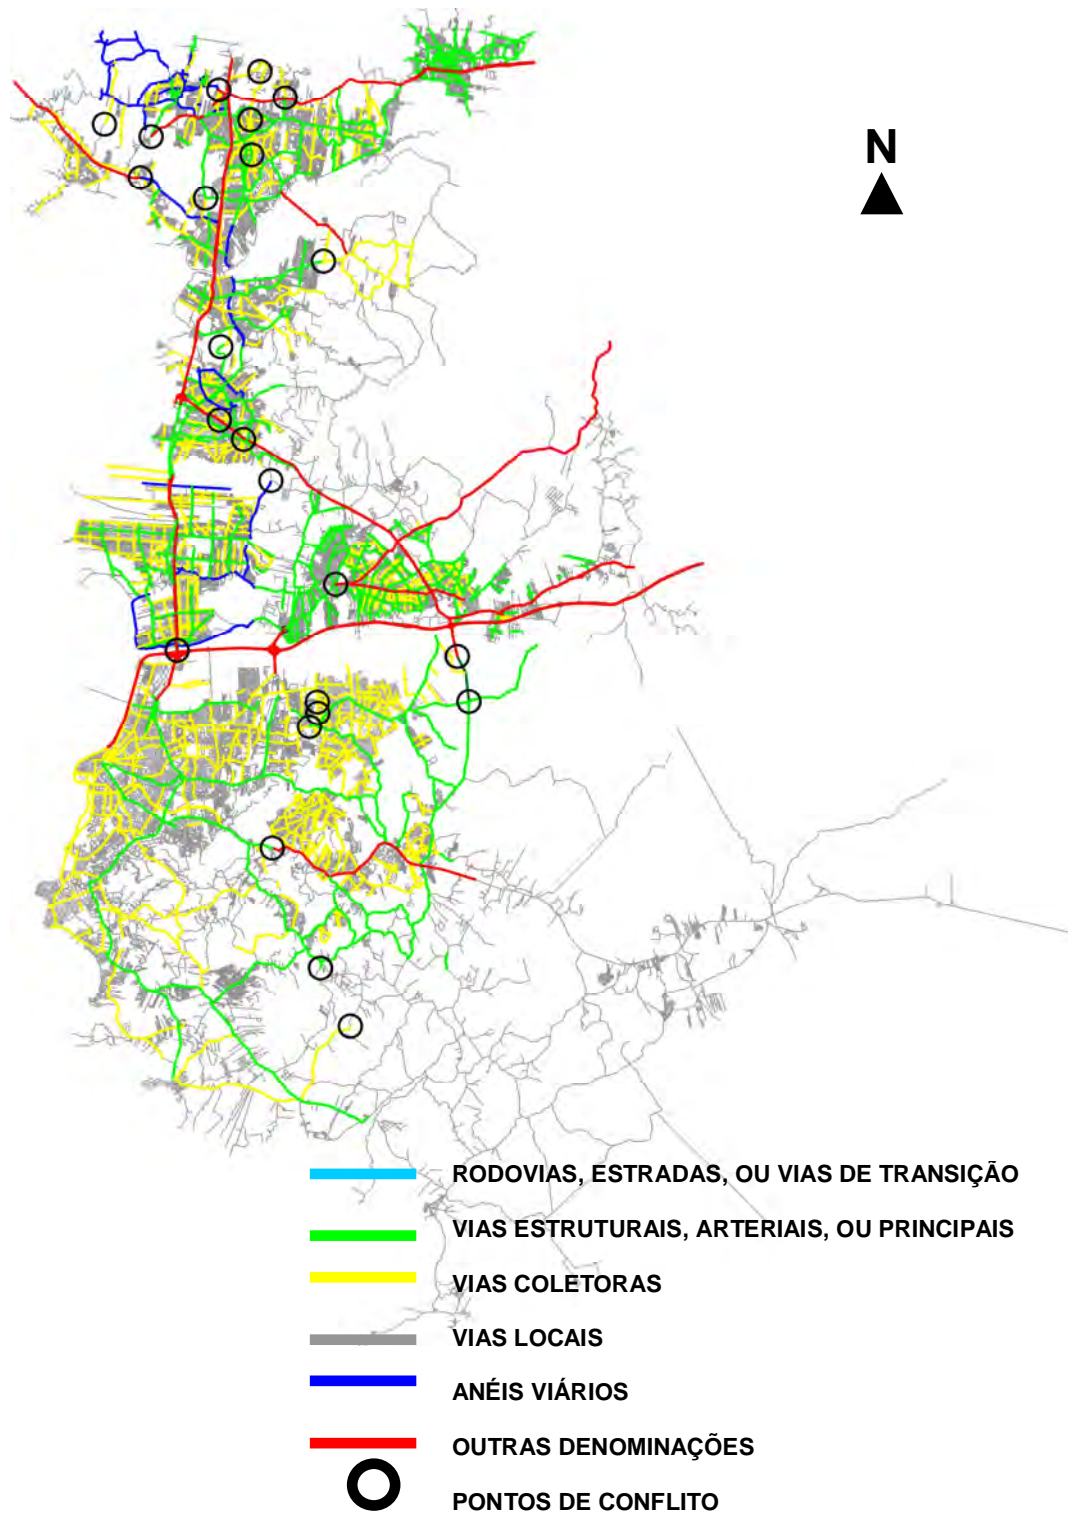 N
RODOVIAS, ESTRADAS, OU VIAS DE TRANSIÇÃO
VIAS ESTRUTURAIS, ARTERIAIS, OU PRINCIPAIS
VIAS COLETORAS
VIAS LOCAIS
ANÉIS VIÁRIOS
OUTRAS DENOMINAÇÕES
PONTOS DE CONFLITO